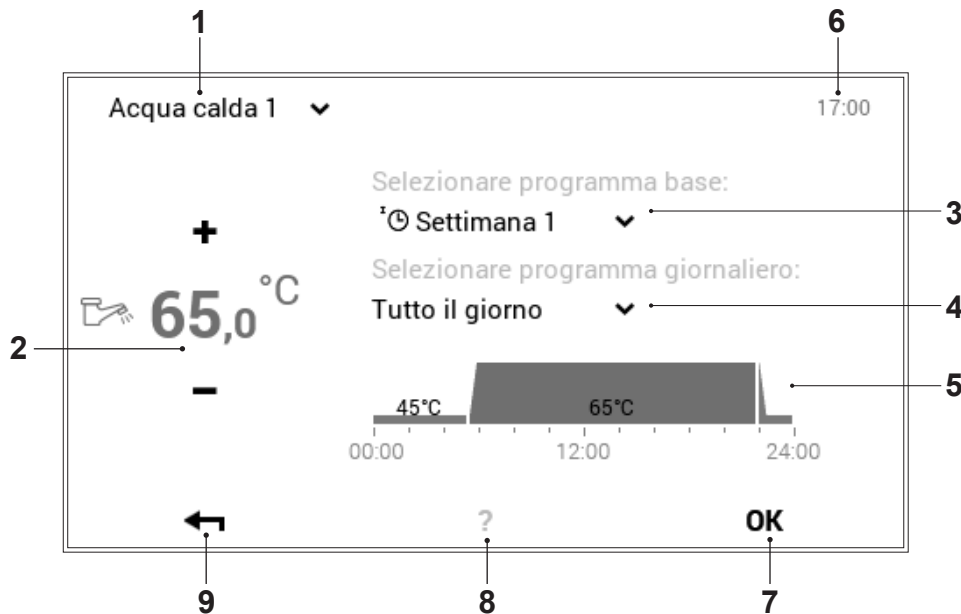 1
6
Acqua calda 1
17:00
Selezionare programma base:
Settimana 1
3
+
Selezionare programma giornaliero:
Tutto il giorno
4
65,0 °C
2
−
5
45°C
65°C
00:00
12:00
24:00
?
OK
9
8
7